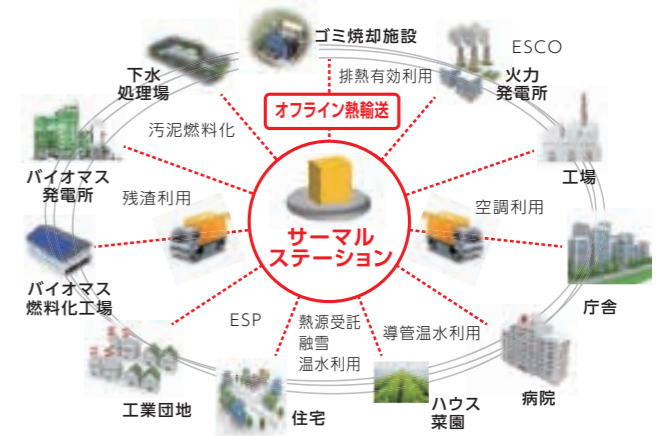 ゴミ焼却施設
ESCO
下水
処理場
排熱有効利用
火力
発電所
オフライン熱輸送
汚泥燃料化
バイオマス
発電所
工場
残渣利用
空調利用
サーマル
ステーション
バイオマス
燃料化工場
庁舎
ESP
熱源受託
融雪
温水利用
導管温水利用
工業団地
住宅
ハウス
菜園
病院